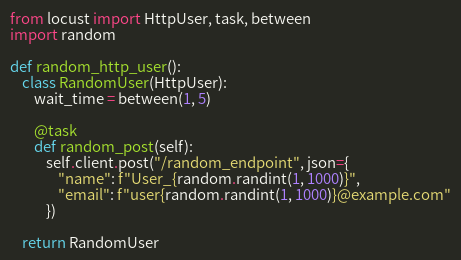 from locust import HttpUser, task, between
import random

def random_http_user():
    class RandomUser(HttpUser):
        wait_time = between(1, 5)

        @task
        def random_post(self):
            self.client.post("/random_endpoint", json={
                "name": f"User_{random.randint(1, 1000)}",
                "email": f"user{random.randint(1, 1000)}@example.com"
            })

    return RandomUser